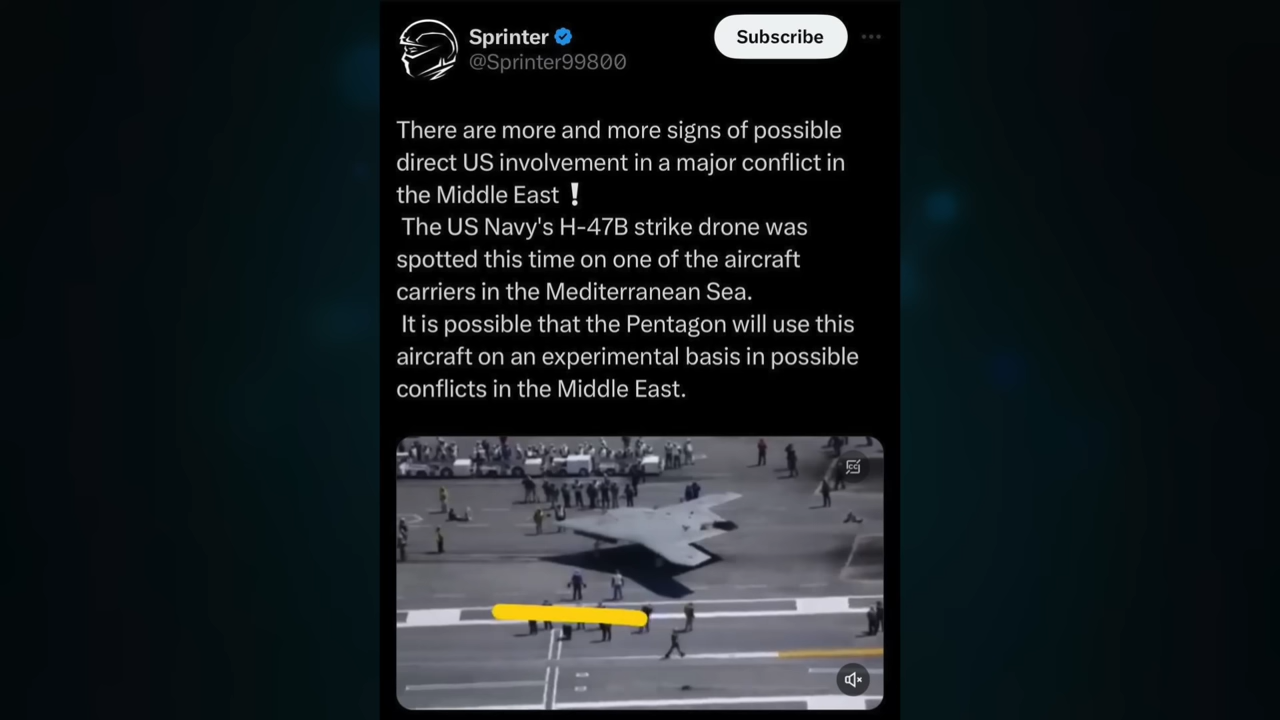 Sprinter
Subscribe
@Sprinter99800
There are more and more signs of possible
direct US involvement in a major conflict in
the Middle East❗
The US Navy's H-47B strike drone was
spotted this time on one of the aircraft
carriers in the Mediterranean Sea.
It is possible that the Pentagon will use this
aircraft on an experimental basis in possible
conflicts in the Middle East.
CC